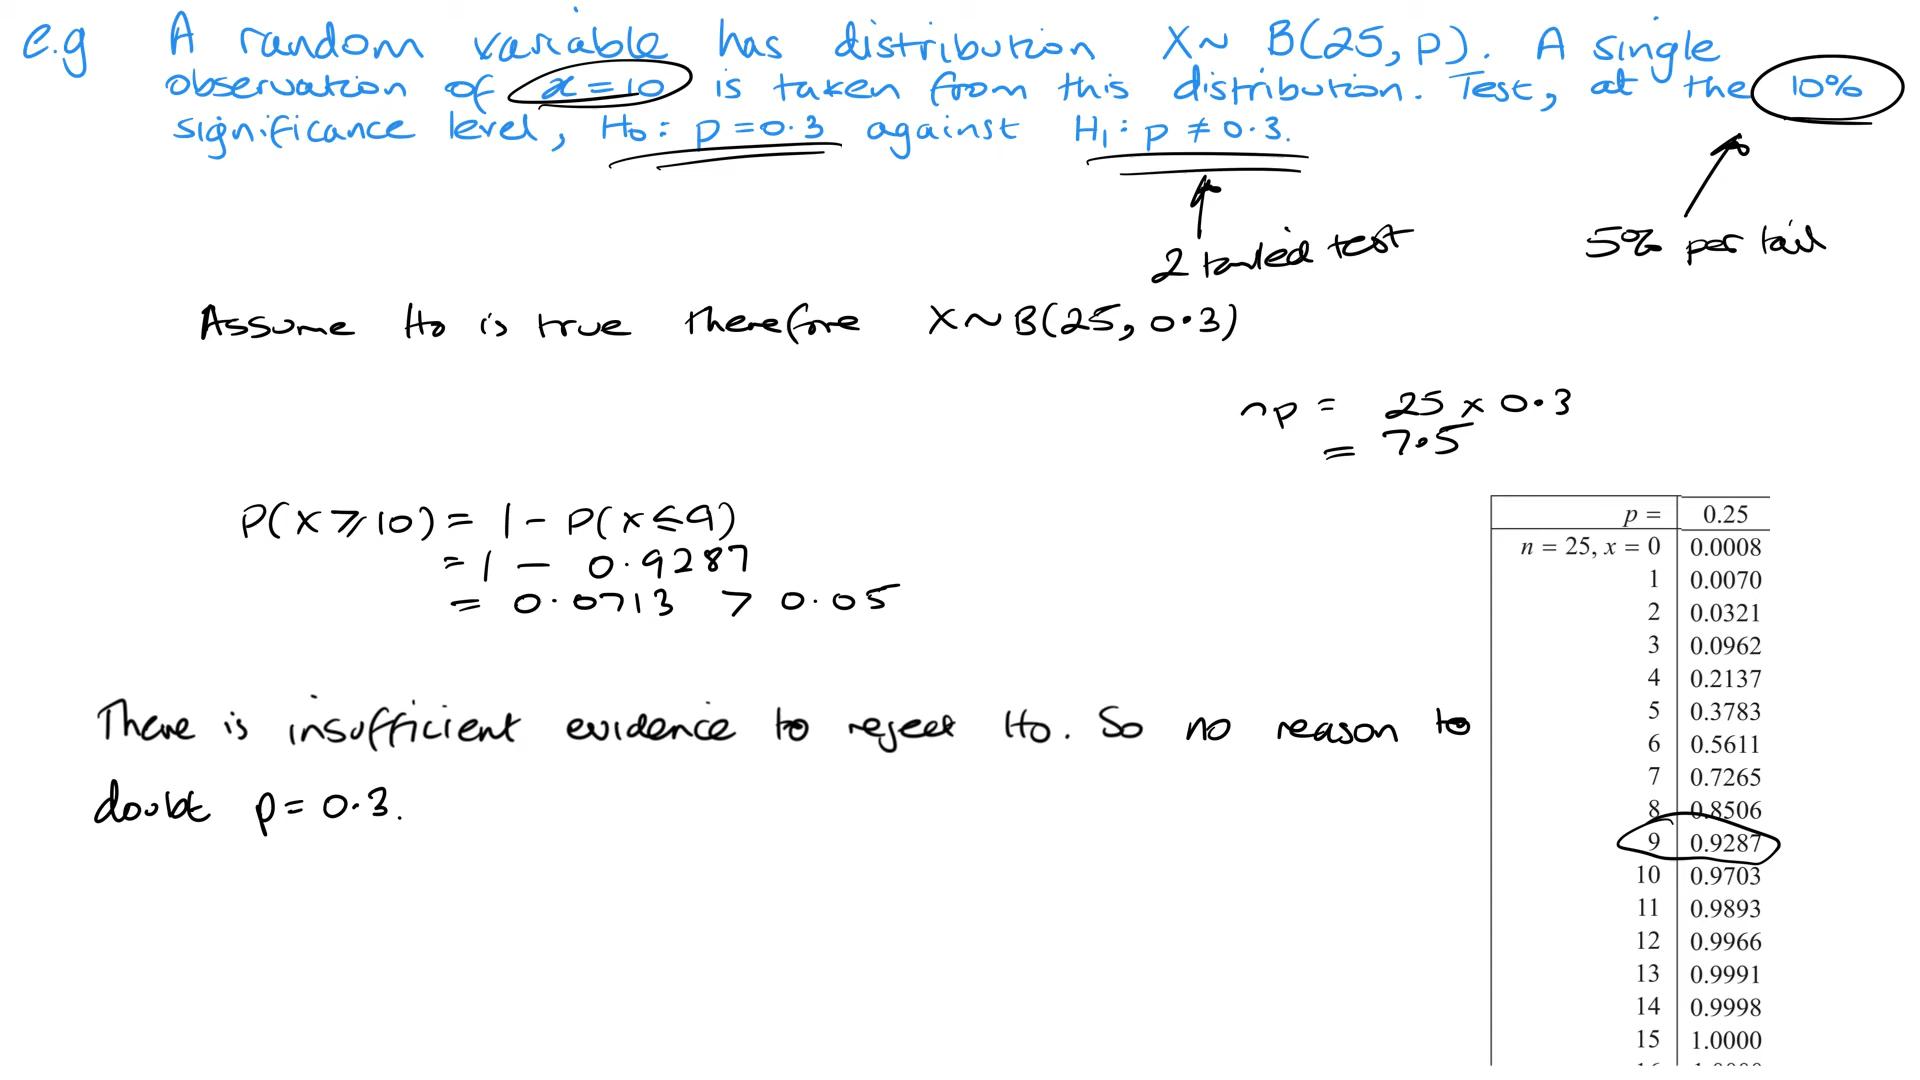 e.g A random variable has distribution X~ B(25, p). A single
observation of x = 10 is taken from this distribution. Test, at the 10%
significance level, H₀: p = 0.3 against H₁: p ≠ 0.3.
2 tailed test
5% per tail
Assume H₀ is true therefore X~B(25, 0.3)
np = 25 x 0.3
= 7.5
P(X ⩾ 10) = 1 - P(X ≤ 9)
= 1 - 0.9287
= 0.0713 > 0.05
There is insufficient evidence to reject H₀. So no reason to
doubt p = 0.3.
p = 0.25
n = 25, x = 0 0.0008
1 0.0070
2 0.0321
3 0.0962
4 0.2137
5 0.3783
6 0.5611
7 0.7265
8 0.8506
9 0.9287
10 0.9703
11 0.9893
12 0.9966
13 0.9991
14 0.9998
15 1.0000